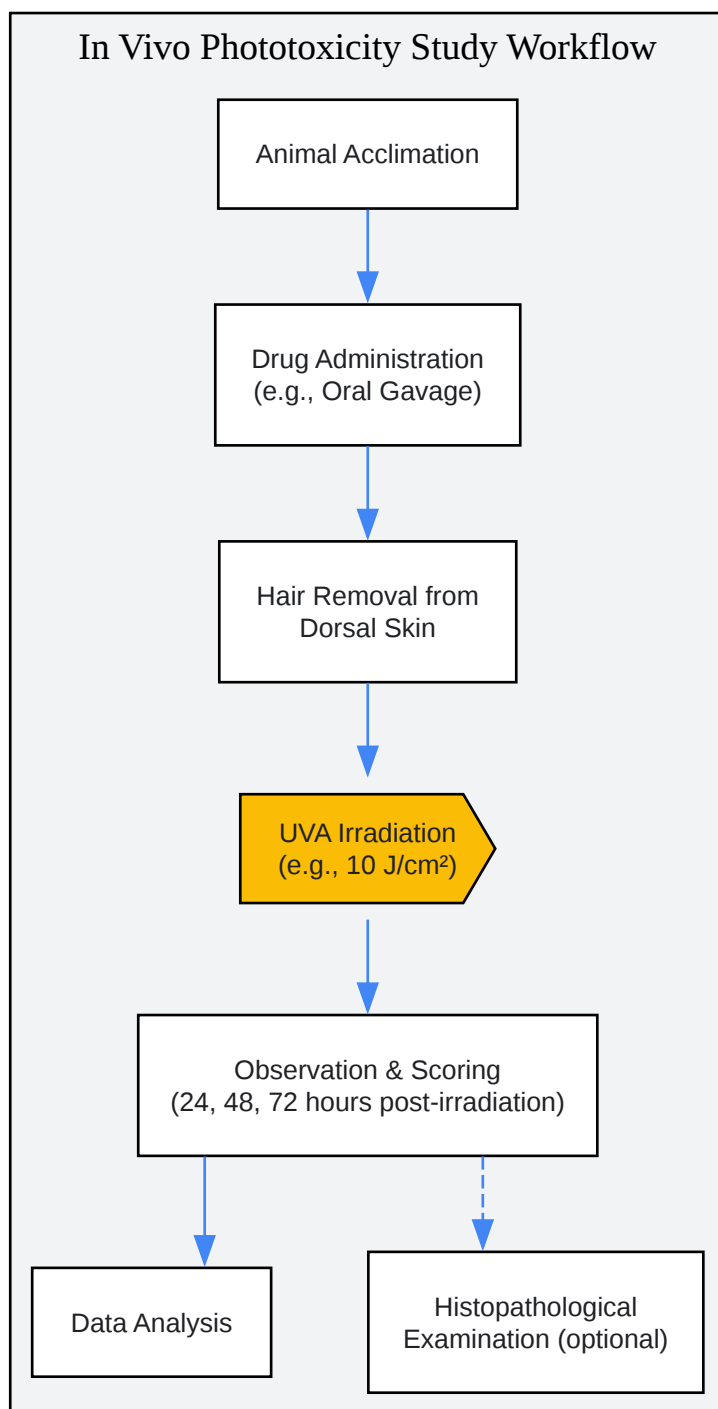 In Vivo Phototoxicity Study Workflow
Animal Acclimation
Drug Administration
(e.g., Oral Gavage)
Hair Removal from
Dorsal Skin
UVA Irradiation
(e.g., 10 J/cm²)
Observation & Scoring
(24, 48, 72 hours post-irradiation)
Data Analysis
Histopathological
Examination (optional)